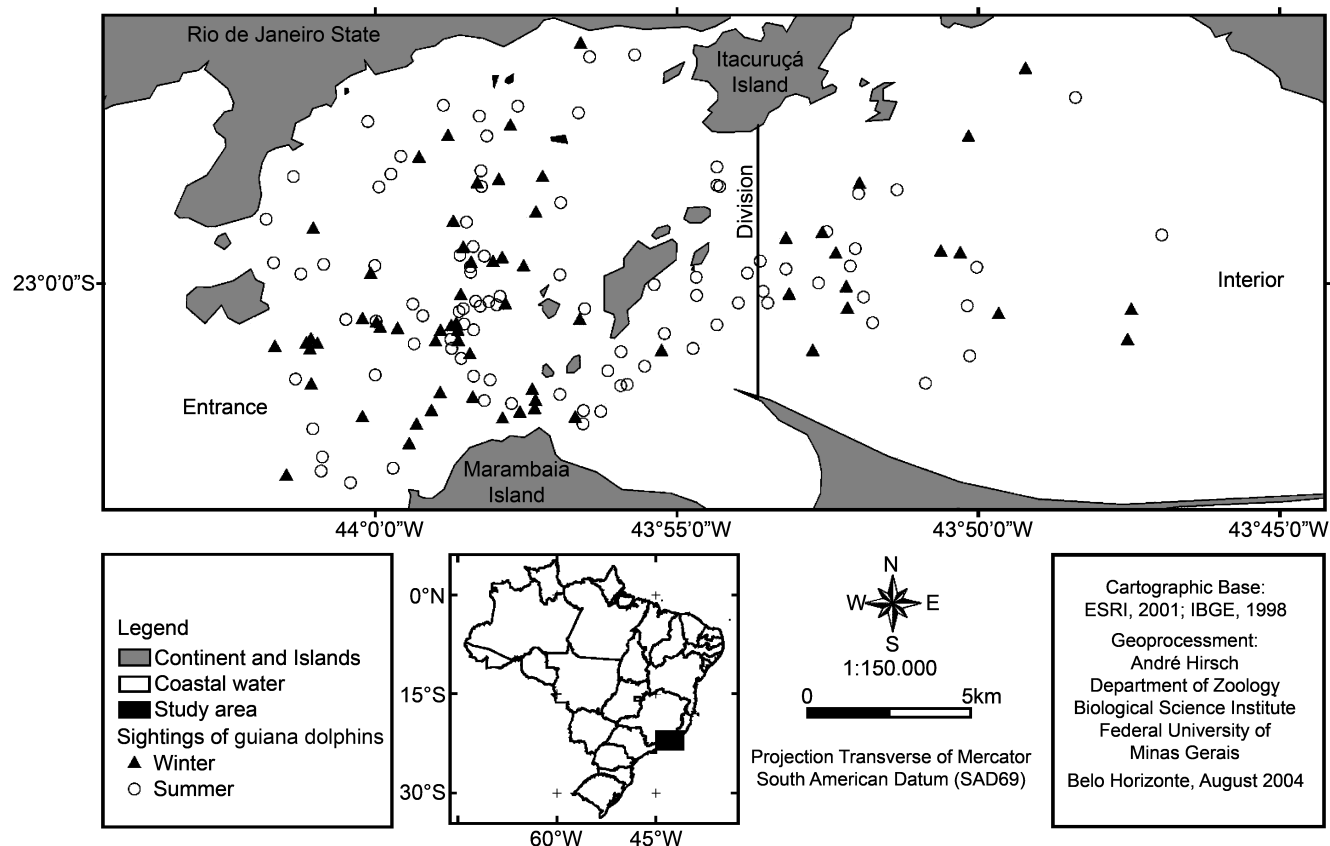 Rio de Janeiro State
Itacuruçá
Island
Division
23°0’0”S
Interior
Entrance
Marambaia
Island
44°0’0”W
43°55’0”W
43°50’0”W
43°45’0”W
Legend
Continent and Islands
Coastal water
Study area
Sightings of guiana dolphins
Winter
Summer
0°N
15°S
30°S
60°W
45°W
N
W
E
S
1:150.000
0
5km
Projection Transverse of Mercator
South American Datum (SAD69)
Cartographic Base:
ESRI, 2001; IBGE, 1998
Geoprocessment:
André Hirsch
Department of Zoology
Biological Science Institute
Federal University of
Minas Gerais
Belo Horizonte, August 2004